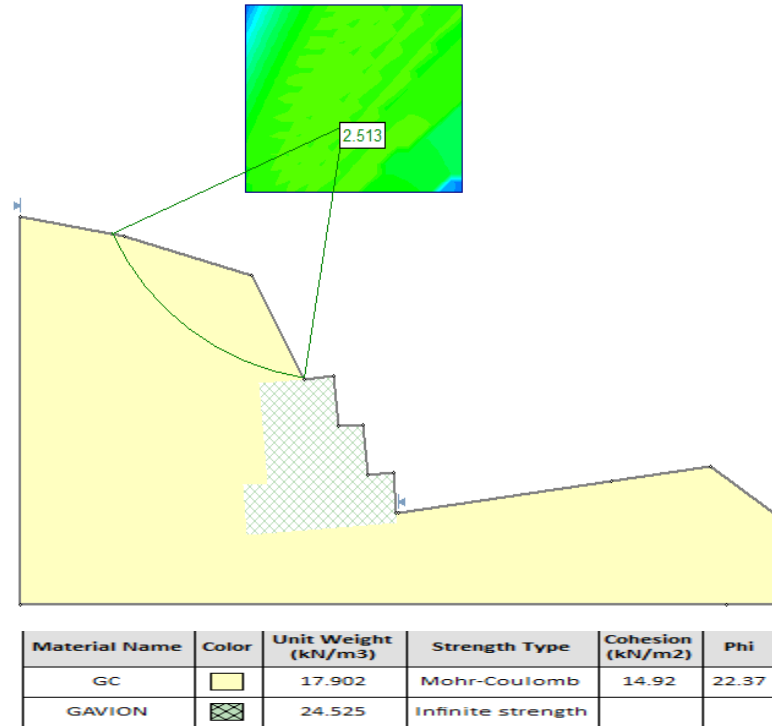 2.513
Material Name Color Unit Weight (kN/m3) Strength Type Cohesion (kN/m2) Phi
GC 17.902 Mohr-Coulomb 14.92 22.37
GAVION 24.525 Infinite strength